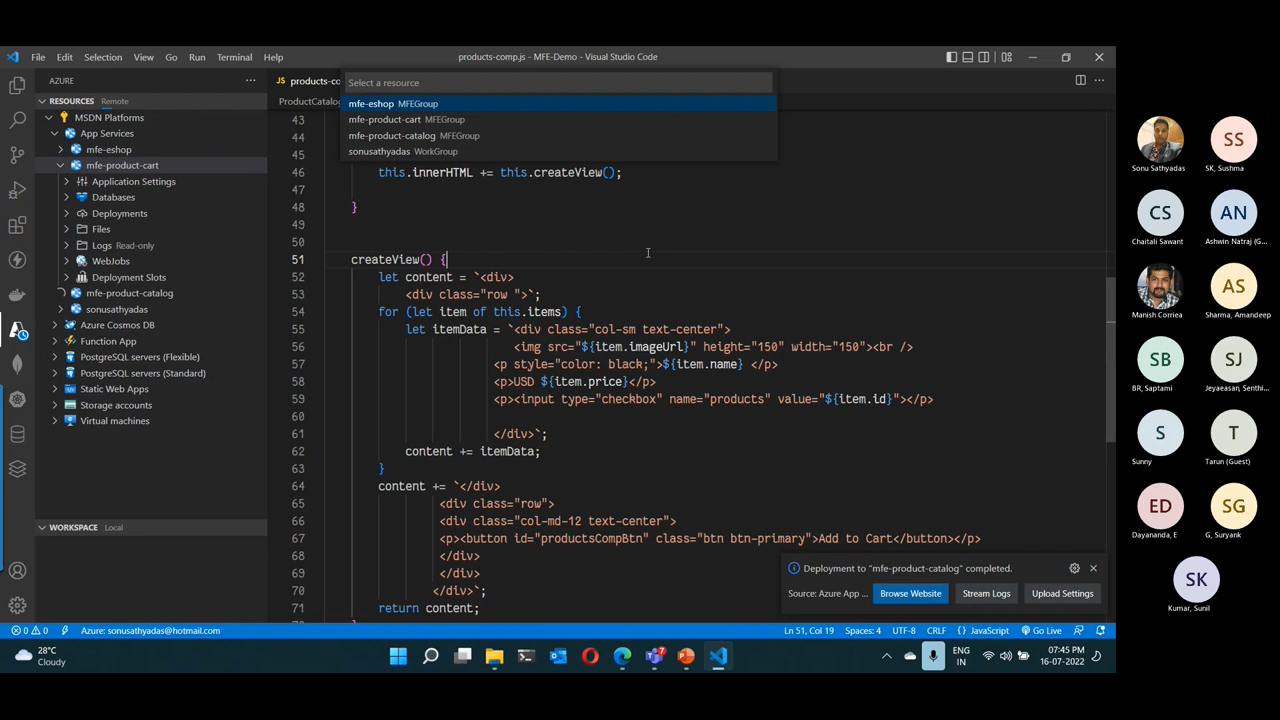 File Edit Selection View Go Run Terminal Help
products-comp.js - MFE-Demo - Visual Studio Code
AZURE
RESOURCES Remote
MSDN Platforms
App Services
mfe-eshop
mfe-product-cart
Application Settings
Databases
Deployments
Files
Logs Read-only
WebJobs
Deployment Slots
mfe-product-catalog
sonusathyadas
Azure Cosmos DB
Function App
PostgreSQL servers (Flexible)
PostgreSQL servers (Standard)
Static Web Apps
Storage accounts
Virtual machines
WORKSPACE Local
JS products-co
ProductCatalog
Select a resource
mfe-eshop MFEGroup
mfe-product-cart MFEGroup
mfe-product-catalog MFEGroup
sonusathyadas WorkGroup
43
44
45
46 this.innerHTML += this.createView();
47
48 }
49
50
51 createView() {
52 let content = `<div>
53 <div class="row ">`;
54 for (let item of this.items) {
55 let itemData = `<div class="col-sm text-center">
56 <img src="${item.imageUrl}" height="150" width="150"><br />
57 <p style="color: black;">${item.name} </p>
58 <p>USD ${item.price}</p>
59 <p><input type="checkbox" name="products" value="${item.id}"></p>
60
61 </div>`;
62 content += itemData;
63 }
64 content += `</div>
65 <div class="row">
66 <div class="col-md-12 text-center">
67 <p><button id="productsCompBtn" class="btn btn-primary">Add to Cart</button></p>
68 </div>
69 </div>
70 </div>`;
71 return content;
Deployment to "mfe-product-catalog" completed.
Source: Azure App ...
Browse Website
Stream Logs
Upload Settings
0 0 Azure: sonusathyadas@hotmail.com
Ln 51, Col 19 Spaces: 4 UTF-8 CRLF {} JavaScript Go Live
28°C
Cloudy
7
ENG
IN
07:45 PM
16-07-2022
Sonu Sathyadas
SS
SK, Sushma
CS
Chaitali Sawant
AN
Ashwin Natraj (G...
Manish Corriea
AS
Sharma, Amandeep
SB
BR, Saptami
SJ
Jeyaeasan, Senthi...
S
Sunny
T
Tarun (Guest)
ED
Dayananda, E
SG
G, Suryank
SK
Kumar, Sunil